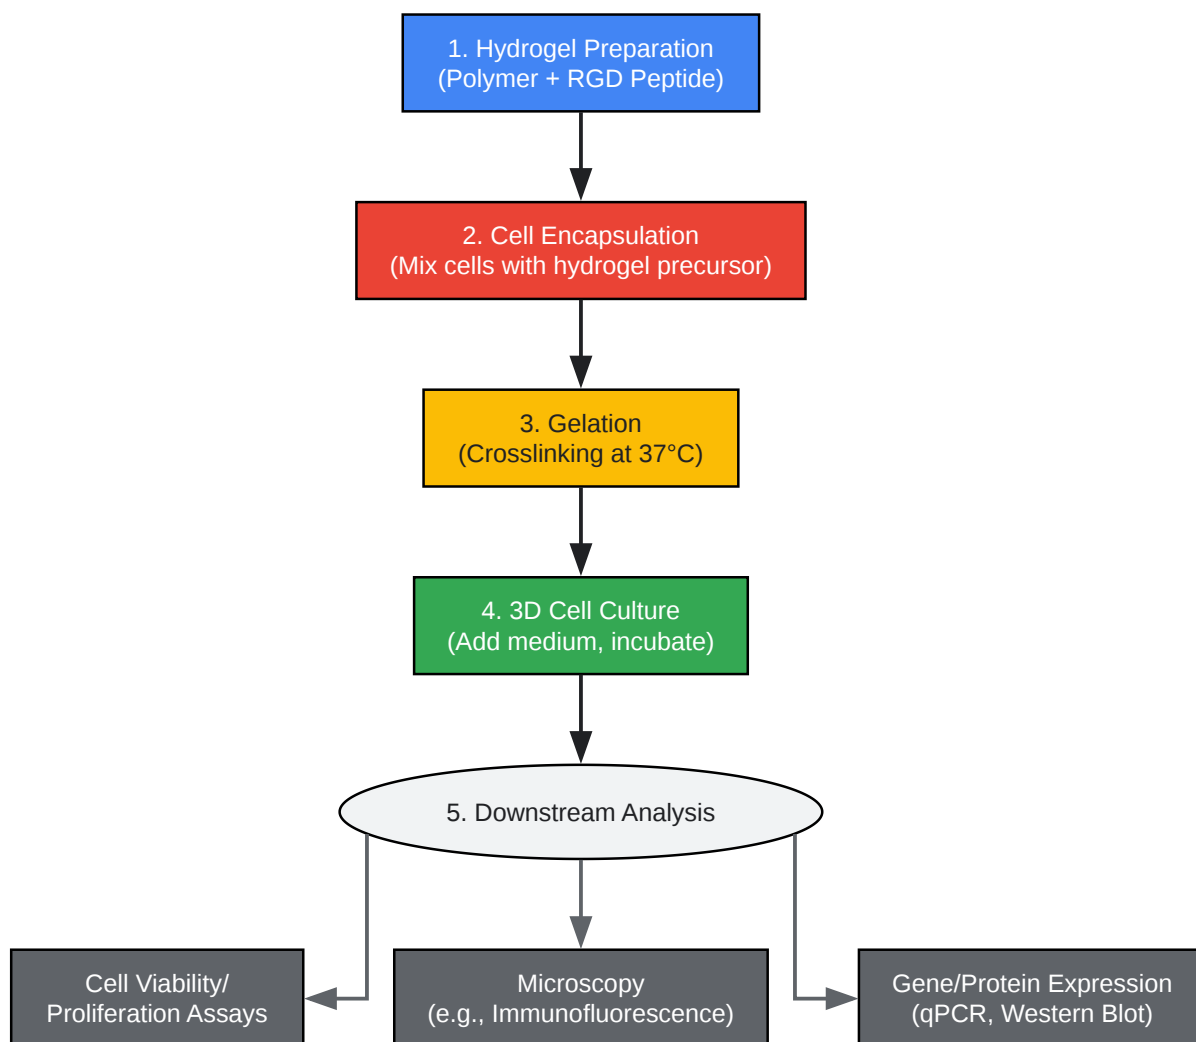 1. Hydrogel Preparation
(Polymer + RGD Peptide)
2. Cell Encapsulation
(Mix cells with hydrogel precursor)
3. Gelation
(Crosslinking at 37°C)
4. 3D Cell Culture
(Add medium, incubate)
5. Downstream Analysis
Cell Viability/
Proliferation Assays
Microscopy
(e.g., Immunofluorescence)
Gene/Protein Expression
(qPCR, Western Blot)